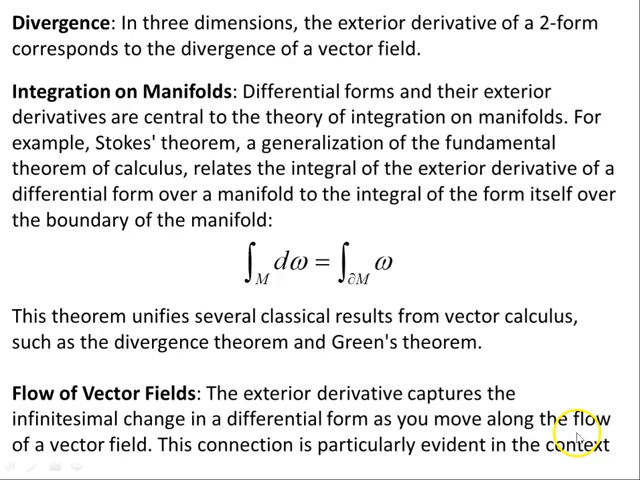 Divergence: In three dimensions, the exterior derivative of a 2-form
corresponds to the divergence of a vector field.
Integration on Manifolds: Differential forms and their exterior
derivatives are central to the theory of integration on manifolds. For
example, Stokes' theorem, a generalization of the fundamental
theorem of calculus, relates the integral of the exterior derivative of a
differential form over a manifold to the integral of the form itself over
the boundary of the manifold:
∫_M dω = ∫_∂M ω
This theorem unifies several classical results from vector calculus,
such as the divergence theorem and Green's theorem.
Flow of Vector Fields: The exterior derivative captures the
infinitesimal change in a differential form as you move along the flow
of a vector field. This connection is particularly evident in the context